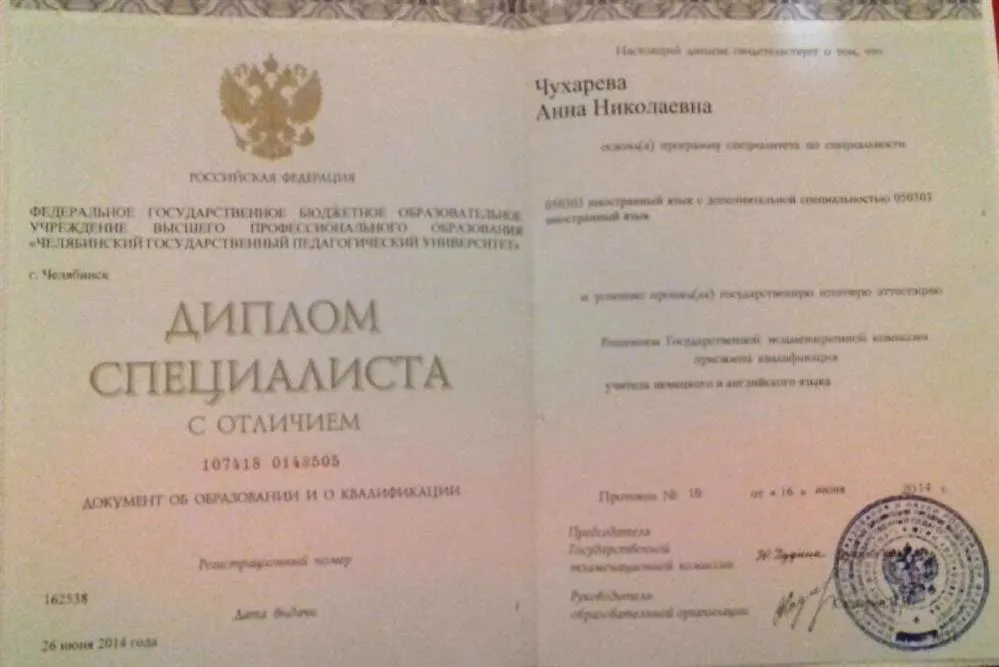 РОССИЙСКАЯ ФЕДЕРАЦИЯ
ФЕДЕРАЛЬНОЕ ГОСУДАРСТВЕННОЕ БЮДЖЕТНОЕ ОБРАЗОВАТЕЛЬНОЕ
УЧРЕЖДЕНИЕ ВЫСШЕГО ПРОФЕССИОНАЛЬНОГО ОБРАЗОВАНИЯ
«ЧЕЛЯБИНСКИЙ ГОСУДАРСТВЕННЫЙ ПЕДАГОГИЧЕСКИЙ УНИВЕРСИТЕТ»
г. Челябинск
ДИПЛОМ
СПЕЦИАЛИСТА
С ОТЛИЧИЕМ
107418 0143505
ДОКУМЕНТ ОБ ОБРАЗОВАНИИ И О КВАЛИФИКАЦИИ
Регистрационный номер
162538
Дата выдачи
26 июня 2014 года
Настоящий диплом свидетельствует о том, что
Чухарева
Анна Николаевна
освоил(а) программу специалитета по специальности
050303 иностранный язык с дополнительной специальностью 050303
иностранный язык
и успешно прошел(ла) государственную итоговую аттестацию
Решением Государственной экзаменационной комиссии
присвоена квалификация
учитель немецкого и английского языка
Протокол № 10 от «16» июня 2014 г.
Председатель
Государственной
экзаменационной комиссии
Руководитель
образовательной организации